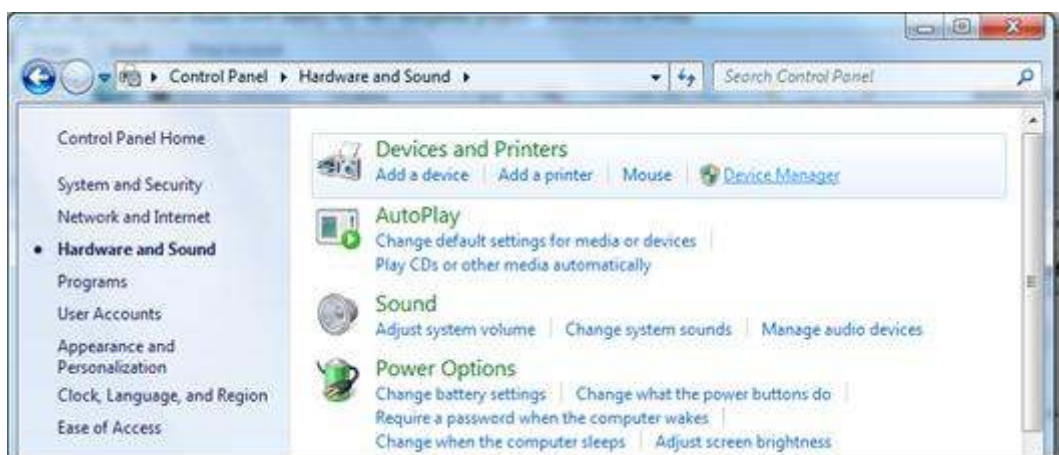 Control Panel Hardware and Sound Search Control Panel
Control Panel Home
System and Security
Network and Internet
Hardware and Sound
Programs
User Accounts
Appearance and
Personalization
Clock, Language, and Region
Ease of Access
Devices and Printers
Add a device Add a printer Mouse Device Manager
AutoPlay
Change default settings for media or devices
Play CDs or other media automatically
Sound
Adjust system volume Change system sounds Manage audio devices
Power Options
Change battery settings Change what the power buttons do
Require a password when the computer wakes
Change when the computer sleeps Adjust screen brightness